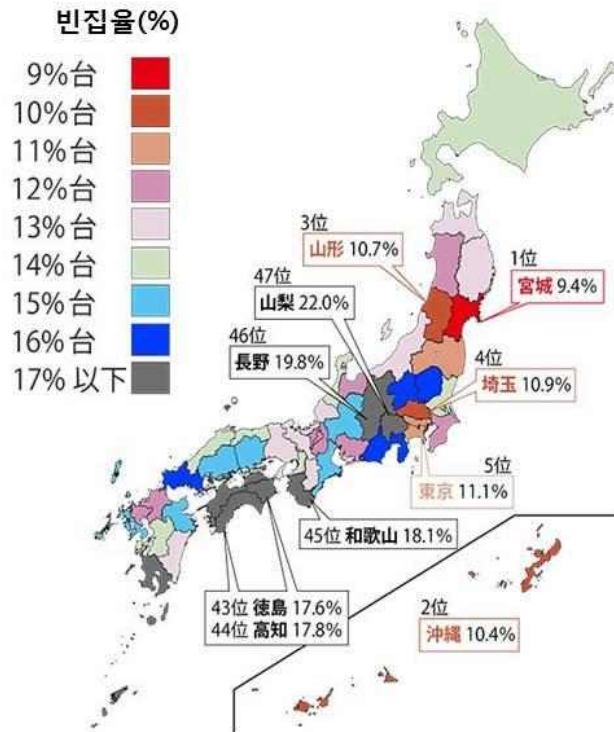 빈집율(%)
9%台
10%台
11%台
12%台
13%台
14%台
15%台
16%台
17%以下
3位
山形 10.7%
47位
山梨 22.0%
1位
宮城 9.4%
46位
長野 19.8%
4位
埼玉 10.9%
5位
東京 11.1%
45位 和歌山 18.1%
43位 徳島 17.6%
44位 高知 17.8%
2位
沖縄 10.4%